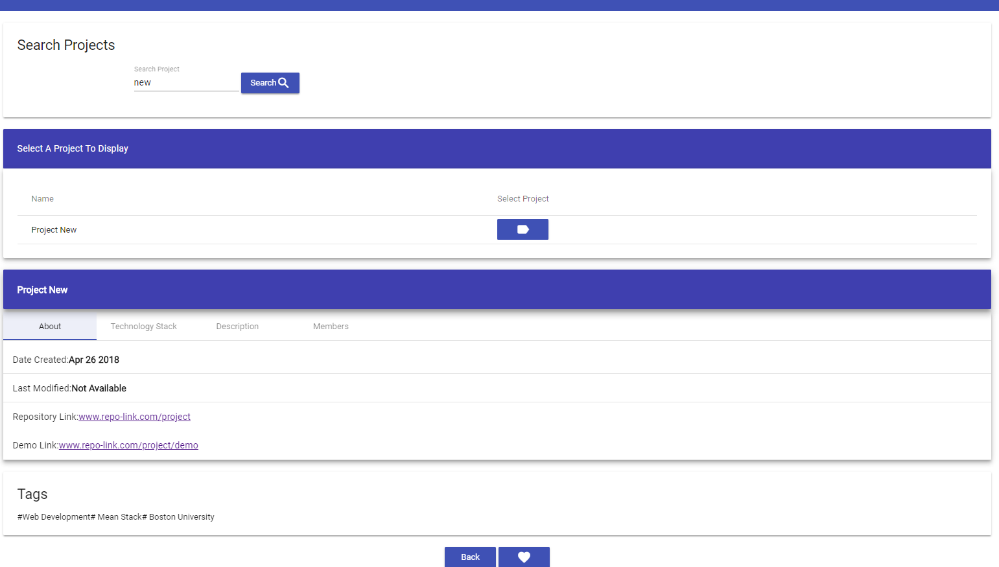 Search Projects
Search Project
new
Search
Select A Project To Display
Name Select Project
Project New
Project New
About Technology Stack Description Members
Date Created:Apr 26 2018
Last Modified:Not Available
Repository Link:www.repo-link.com/project
Demo Link:www.repo-link.com/project/demo
Tags
#Web Development# Mean Stack# Boston University
Back